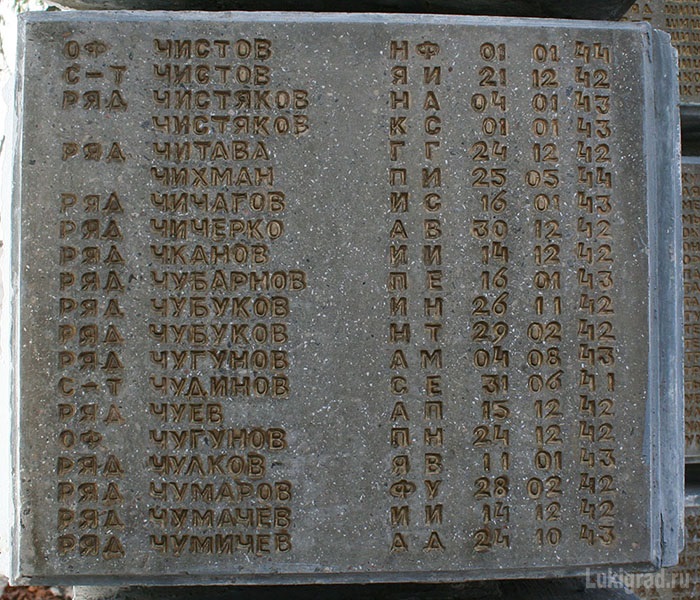 ОФ ЧИСТОВ Н Ф 01 01 44
С-Т ЧИСТОВ Я И 21 12 42
РЯД ЧИСТЯКОВ Н А 04 01 43
ЧИСТЯКОВ К С 01 01 43
РЯД ЧИТАВА Г Г 24 12 42
ЧИХМАН П И 25 03 44
РЯД ЧИЧАГОВ И С 16 01 43
РЯД ЧИЧЕРКО А В 30 12 42
РЯД ЧКАНОВ И И 14 12 42
РЯД ЧУБАРНОВ П Е 16 01 43
РЯД ЧУБУКОВ И Н 26 11 42
РЯД ЧУБУКОВ Н Т 29 02 42
РЯД ЧУГУНОВ А М 04 08 43
С-Т ЧУДИНОВ С Е 31 06 41
РЯД ЧУЕВ А П 15 12 42
ОФ ЧУГУНОВ П Н 24 12 42
РЯД ЧУЛКОВ Я В 11 01 43
РЯД ЧУМАРОВ Ф У 28 02 42
РЯД ЧУМАЧЕВ И И 14 12 42
РЯД ЧУМИЧЕВ А Д 24 10 43
Lukigrad.ru